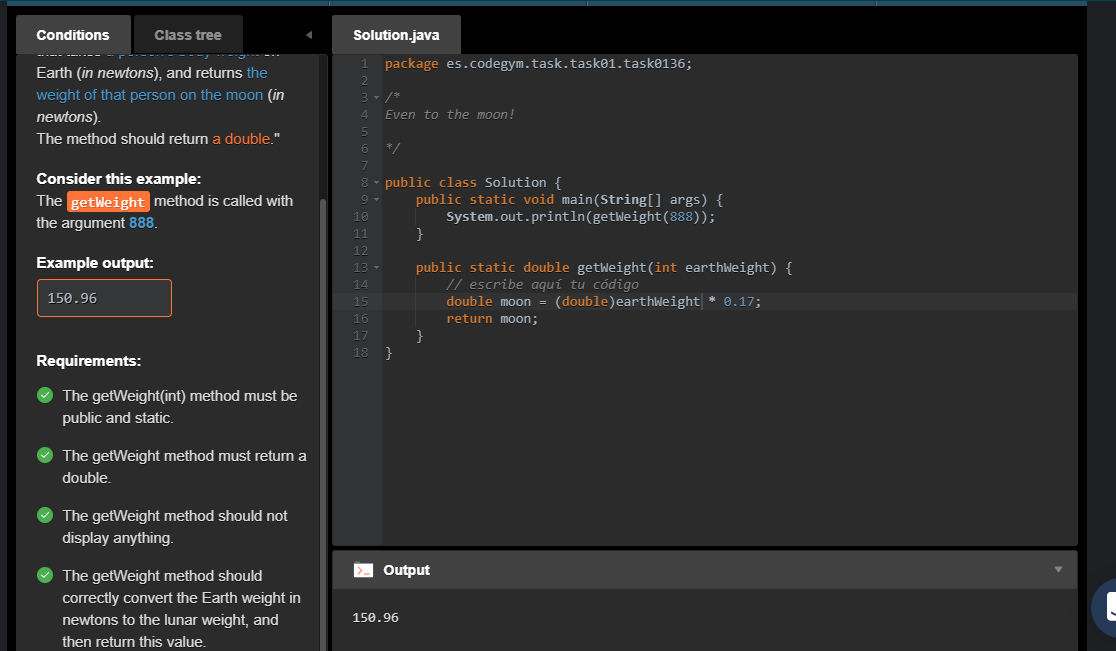 Conditions
Class tree
Earth (in newtons), and returns the
weight of that person on the moon (in
newtons).
The method should return a double."
Consider this example:
The getWeight method is called with
the argument 888.
Example output:
150.96
Requirements:
The getWeight(int) method must be
public and static.
The getWeight method must return a
double.
The getWeight method should not
display anything.
The getWeight method should
correctly convert the Earth weight in
newtons to the lunar weight, and
then return this value.
Solution.java
1 package es.codegym.task.task01.task0136;
2
3 /*
4 Even to the moon!
5
6 */
7
8 public class Solution {
9     public static void main(String[] args) {
10         System.out.println(getWeight(888));
11     }
12
13     public static double getWeight(int earthWeight) {
14         // escribe aquí tu código
15         double moon = (double)earthWeight * 0.17;
16         return moon;
17     }
18 }
Output
150.96